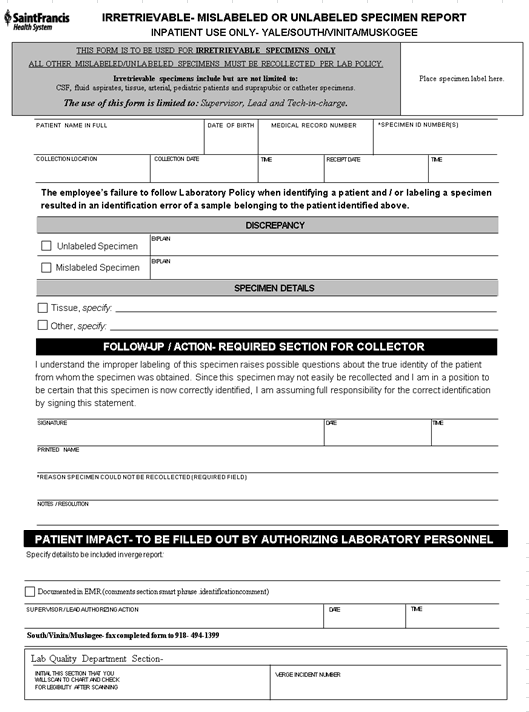 SaintFrancis
Health System
IRRETRIEVABLE- MISLABELED OR UNLABELED SPECIMEN REPORT
INPATIENT USE ONLY- YALE/SOUTH/VINITA/MUSKOGEE
THIS FORM IS TO BE USED FOR IRRETRIEVABLE SPECIMENS ONLY
ALL OTHER MISLABELED/UNLABELED SPECIMENS MUST BE RECOLLECTED PER LAB POLICY.
Irretrievable specimens include but are not limited to:
CSF, fluid aspirates, tissue, arterial, pediatric patients and suprapubic or catheter specimens.
The use of this form is limited to: Supervisor, Lead and Tech-in-charge.
Place specimen label here.
PATIENT NAME IN FULL DATE OF BIRTH MEDICAL RECORD NUMBER *SPECIMEN ID NUMBER(S)
COLLECTION LOCATION COLLECTION DATE TIME RECEIPT DATE TIME
The employee's failure to follow Laboratory Policy when identifying a patient and / or labeling a specimen
resulted in an identification error of a sample belonging to the patient identified above.
DISCREPANCY
Unlabeled Specimen EXPLAIN
Mislabeled Specimen EXPLAIN
SPECIMEN DETAILS
Tissue, specify:
Other, specify:
FOLLOW-UP / ACTION- REQUIRED SECTION FOR COLLECTOR
I understand the improper labeling of this specimen raises possible questions about the true identity of the patient
from whom the specimen was obtained. Since this specimen may not easily be recollected and I am in a position to
be certain that this specimen is now correctly identified, I am assuming full responsibility for the correct identification
by signing this statement.
SIGNATURE DATE TIME
PRINTED NAME
*REASON SPECIMEN COULD NOT BE RECOLLECTED (REQUIRED FIELD)
NOTES / RESOLUTION
PATIENT IMPACT- TO BE FILLED OUT BY AUTHORIZING LABORATORY PERSONNEL
Specify details to be included in verge report:
Documented in EMR (comments section smart phrase .identificationcomment)
SUPERVISOR / LEAD AUTHORIZING ACTION DATE TIME
South/Vinita/Muskogee- fax completed form to 918- 494-1399
Lab Quality Department Section-
INITIAL THIS SECTION THAT YOU
WILL SCAN TO CHART AND CHECK
FOR LEGIBILITY AFTER SCANNING
VERGE INCIDENT NUMBER